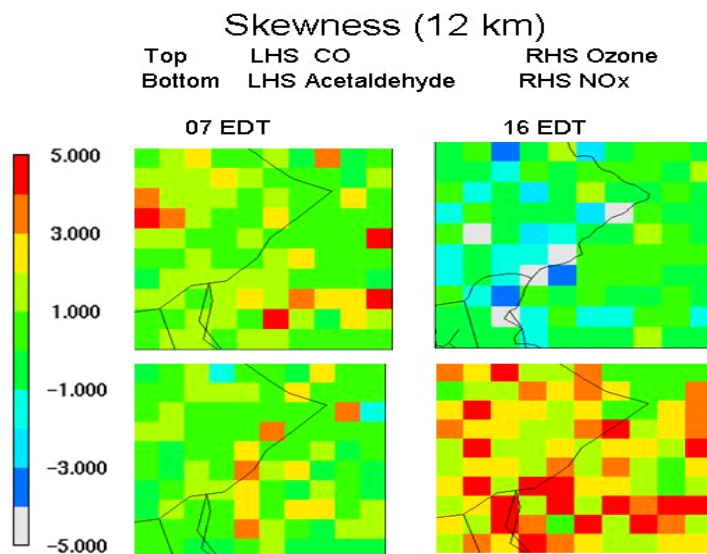 Skewness (12 km)
Top LHS CO RHS Ozone
Bottom LHS Acetaldehyde RHS NOx
07 EDT 16 EDT
5.000
3.000
1.000
−1.000
−3.000
−5.000